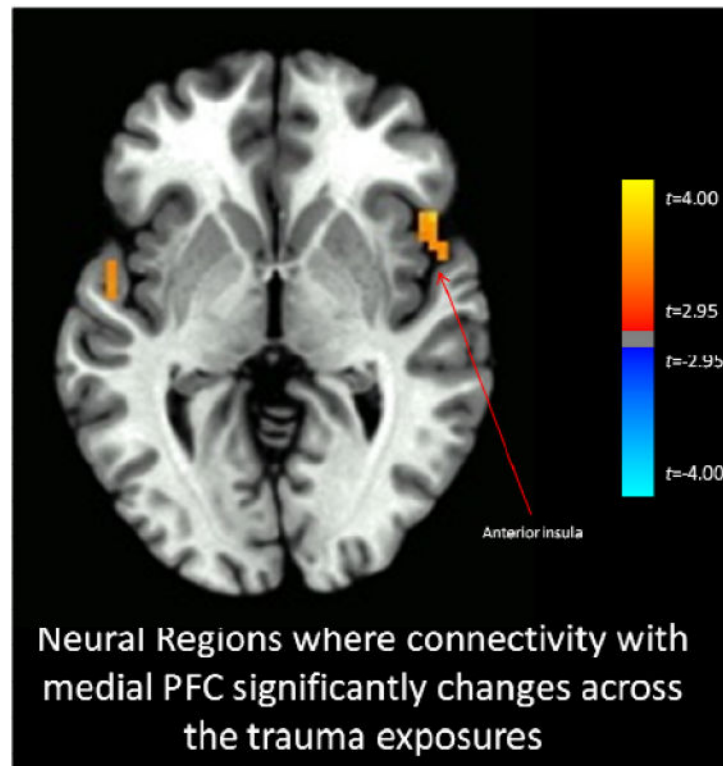 t=4.00
t=2.95
t=-2.95
t=-4.00
Anterior insula
Neural Regions where connectivity with
medial PFC significantly changes across
the trauma exposures